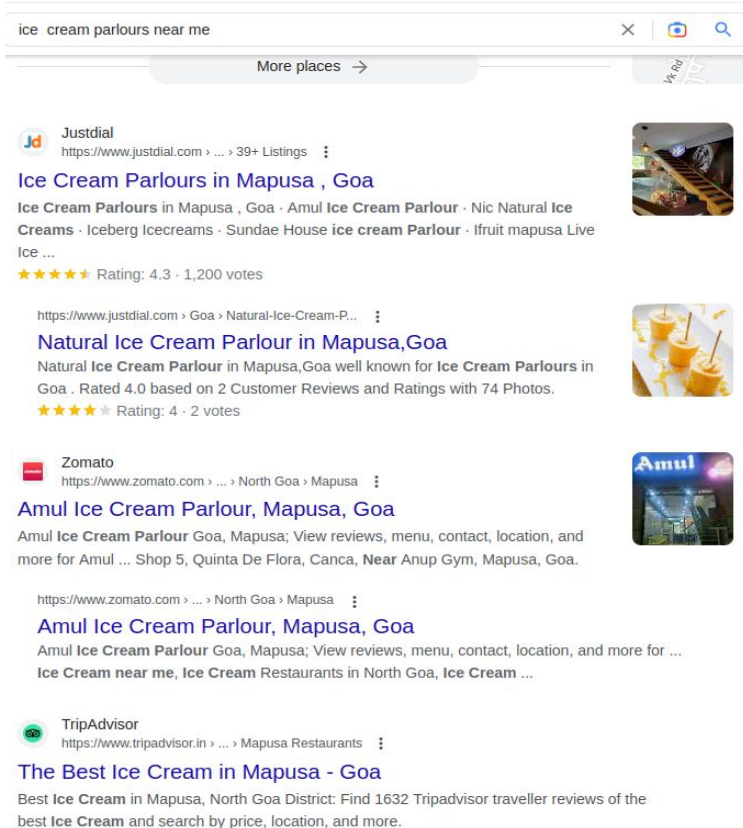 ice  cream parlours near me
More places →
Vk Rd
Jd
Justdial
https://www.justdial.com › ... › 39+ Listings
Ice Cream Parlours in Mapusa , Goa
Ice Cream Parlours in Mapusa , Goa · Amul Ice Cream Parlour · Nic Natural Ice
Creams · Iceberg Icecreams · Sundae House ice cream Parlour · Ifruit mapusa Live
Ice ...
Rating: 4.3 · 1,200 votes
https://www.justdial.com › Goa › Natural-Ice-Cream-P...
Natural Ice Cream Parlour in Mapusa,Goa
Natural Ice Cream Parlour in Mapusa,Goa well known for Ice Cream Parlours in
Goa . Rated 4.0 based on 2 Customer Reviews and Ratings with 74 Photos.
Rating: 4 · 2 votes
zomato
Zomato
https://www.zomato.com › ... › North Goa › Mapusa
Amul
Amul Ice Cream Parlour, Mapusa, Goa
Amul Ice Cream Parlour Goa, Mapusa; View reviews, menu, contact, location, and
more for Amul ... Shop 5, Quinta De Flora, Canca, Near Anup Gym, Mapusa, Goa.
https://www.zomato.com › ... › North Goa › Mapusa
Amul Ice Cream Parlour, Mapusa, Goa
Amul Ice Cream Parlour Goa, Mapusa; View reviews, menu, contact, location, and more for ...
Ice Cream near me, Ice Cream Restaurants in North Goa, Ice Cream ...
TripAdvisor
https://www.tripadvisor.in › ... › Mapusa Restaurants
The Best Ice Cream in Mapusa - Goa
Best Ice Cream in Mapusa, North Goa District: Find 1632 Tripadvisor traveller reviews of the
best Ice Cream and search by price, location, and more.